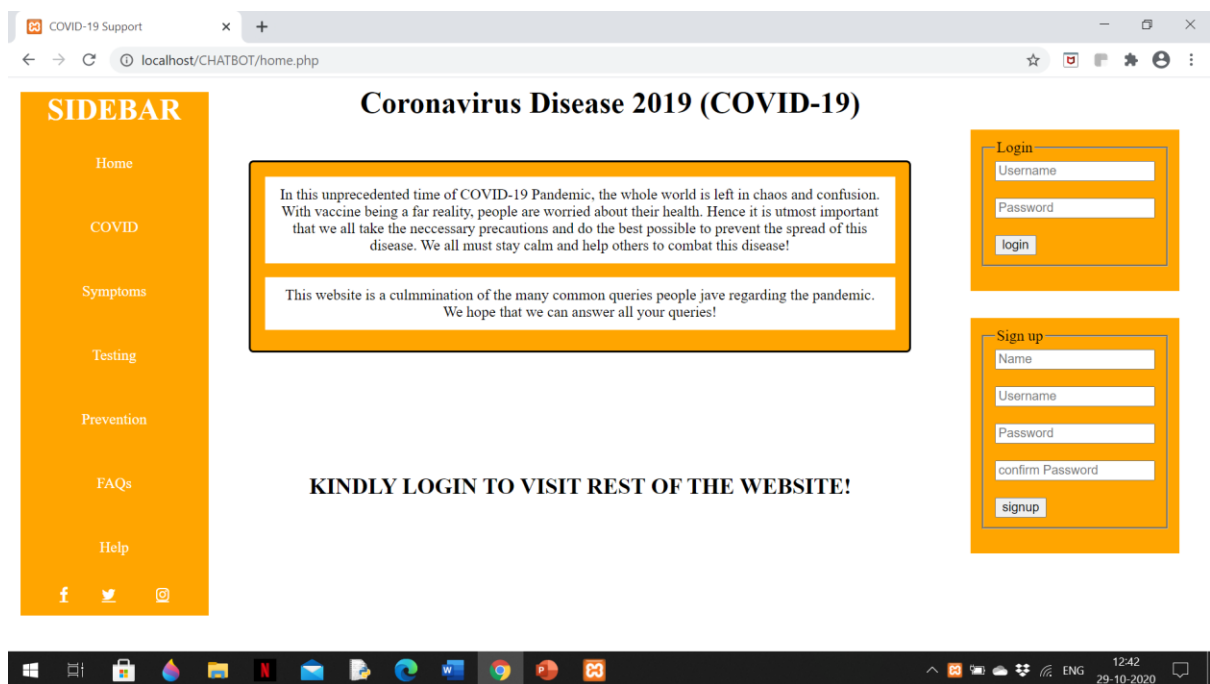 COVID-19 Support
localhost/CHATBOT/home.php
SIDEBAR
Home
COVID
Symptoms
Testing
Prevention
FAQs
Help
Coronavirus Disease 2019 (COVID-19)
In this unprecedented time of COVID-19 Pandemic, the whole world is left in chaos and confusion.
With vaccine being a far reality, people are worried about their health. Hence it is utmost important
that we all take the neccessary precautions and do the best possible to prevent the spread of this
disease. We all must stay calm and help others to combat this disease!
This website is a culmmination of the many common queries people jave regarding the pandemic.
We hope that we can answer all your queries!
KINDLY LOGIN TO VISIT REST OF THE WEBSITE!
Login
Username
Password
login
Sign up
Name
Username
Password
confirm Password
signup
ENG
12:42
29-10-2020